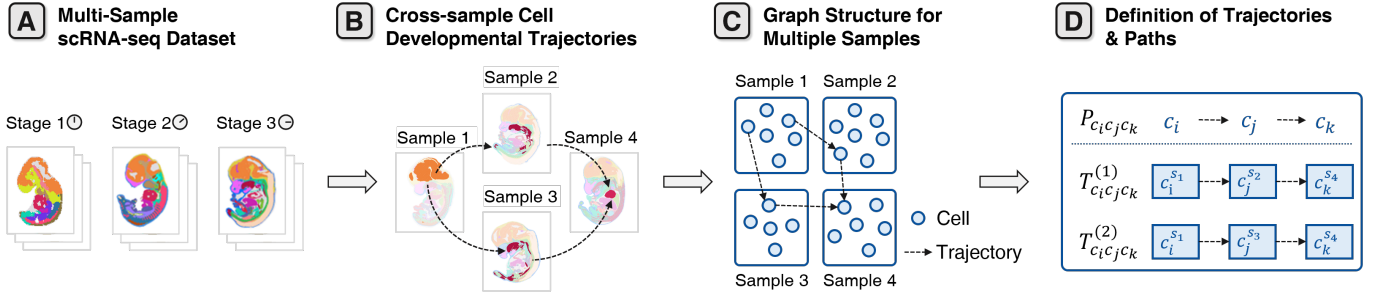 A Multi-Sample
scRNA-seq Dataset
Stage 1
Stage 2
Stage 3
B Cross-sample Cell
Developmental Trajectories
Sample 2
Sample 1
Sample 4
Sample 3
C Graph Structure for
Multiple Samples
Sample 1 Sample 2
Cell
Trajectory
Sample 3 Sample 4
D Definition of Trajectories
& Paths
P_{c_i c_j c_k} c_i c_j c_k
T^{(1)}_{c_i c_j c_k} c_i^{s_1} c_j^{s_2} c_k^{s_4}
T^{(2)}_{c_i c_j c_k} c_i^{s_1} c_j^{s_3} c_k^{s_4}